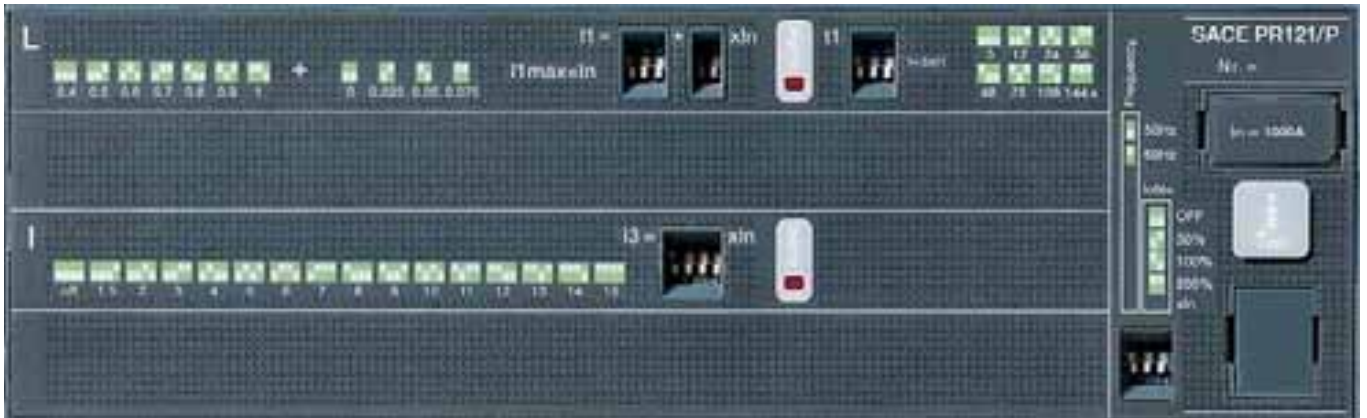 L
I1 = + xIn
t1
I1max=In
0.4 0.5 0.6 0.7 0.8 0.9 1 + 0 0.025 0.05 0.075
3 12 24 36
48 72 108 144 s
I
I3 = xIn
off 1.5 2 3 4 5 6 7 8 9 10 11 12 13 14 15
Frequency
50Hz
60Hz
InN=
OFF
50%
100%
200%
xIn
SACE PR121/P
Nr. =
In = 1000A